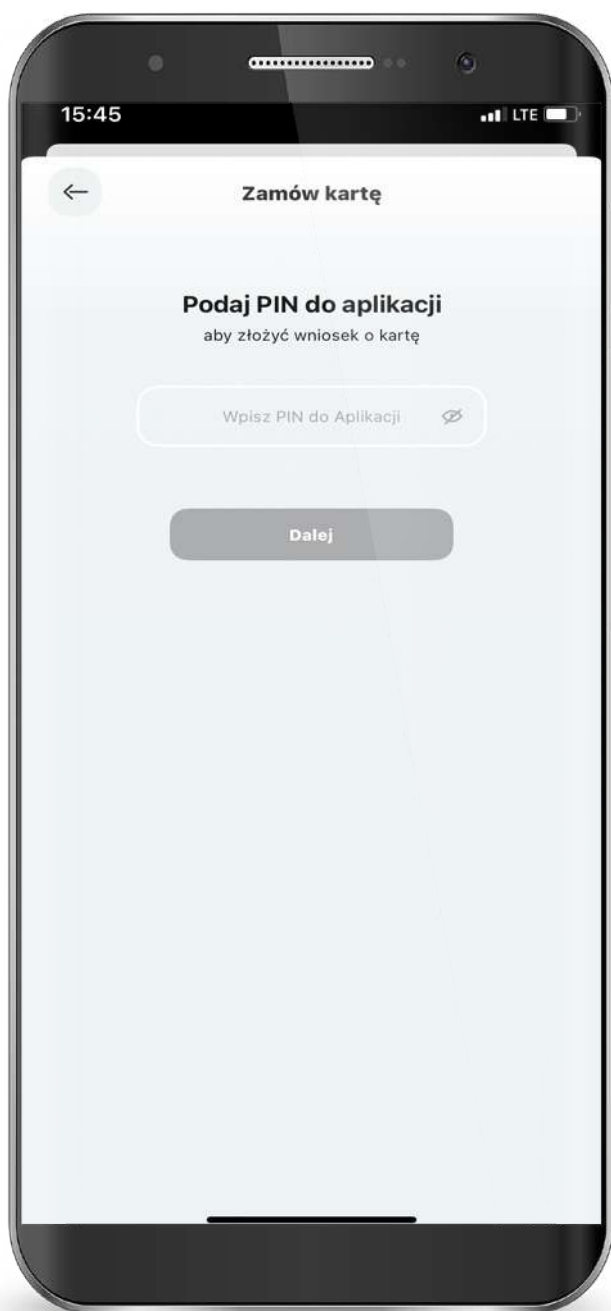 15:45
LTE
Zamów kartę
Podaj PIN do aplikacji
aby złożyć wniosek o kartę
Wpisz PIN do Aplikacji
Dalej